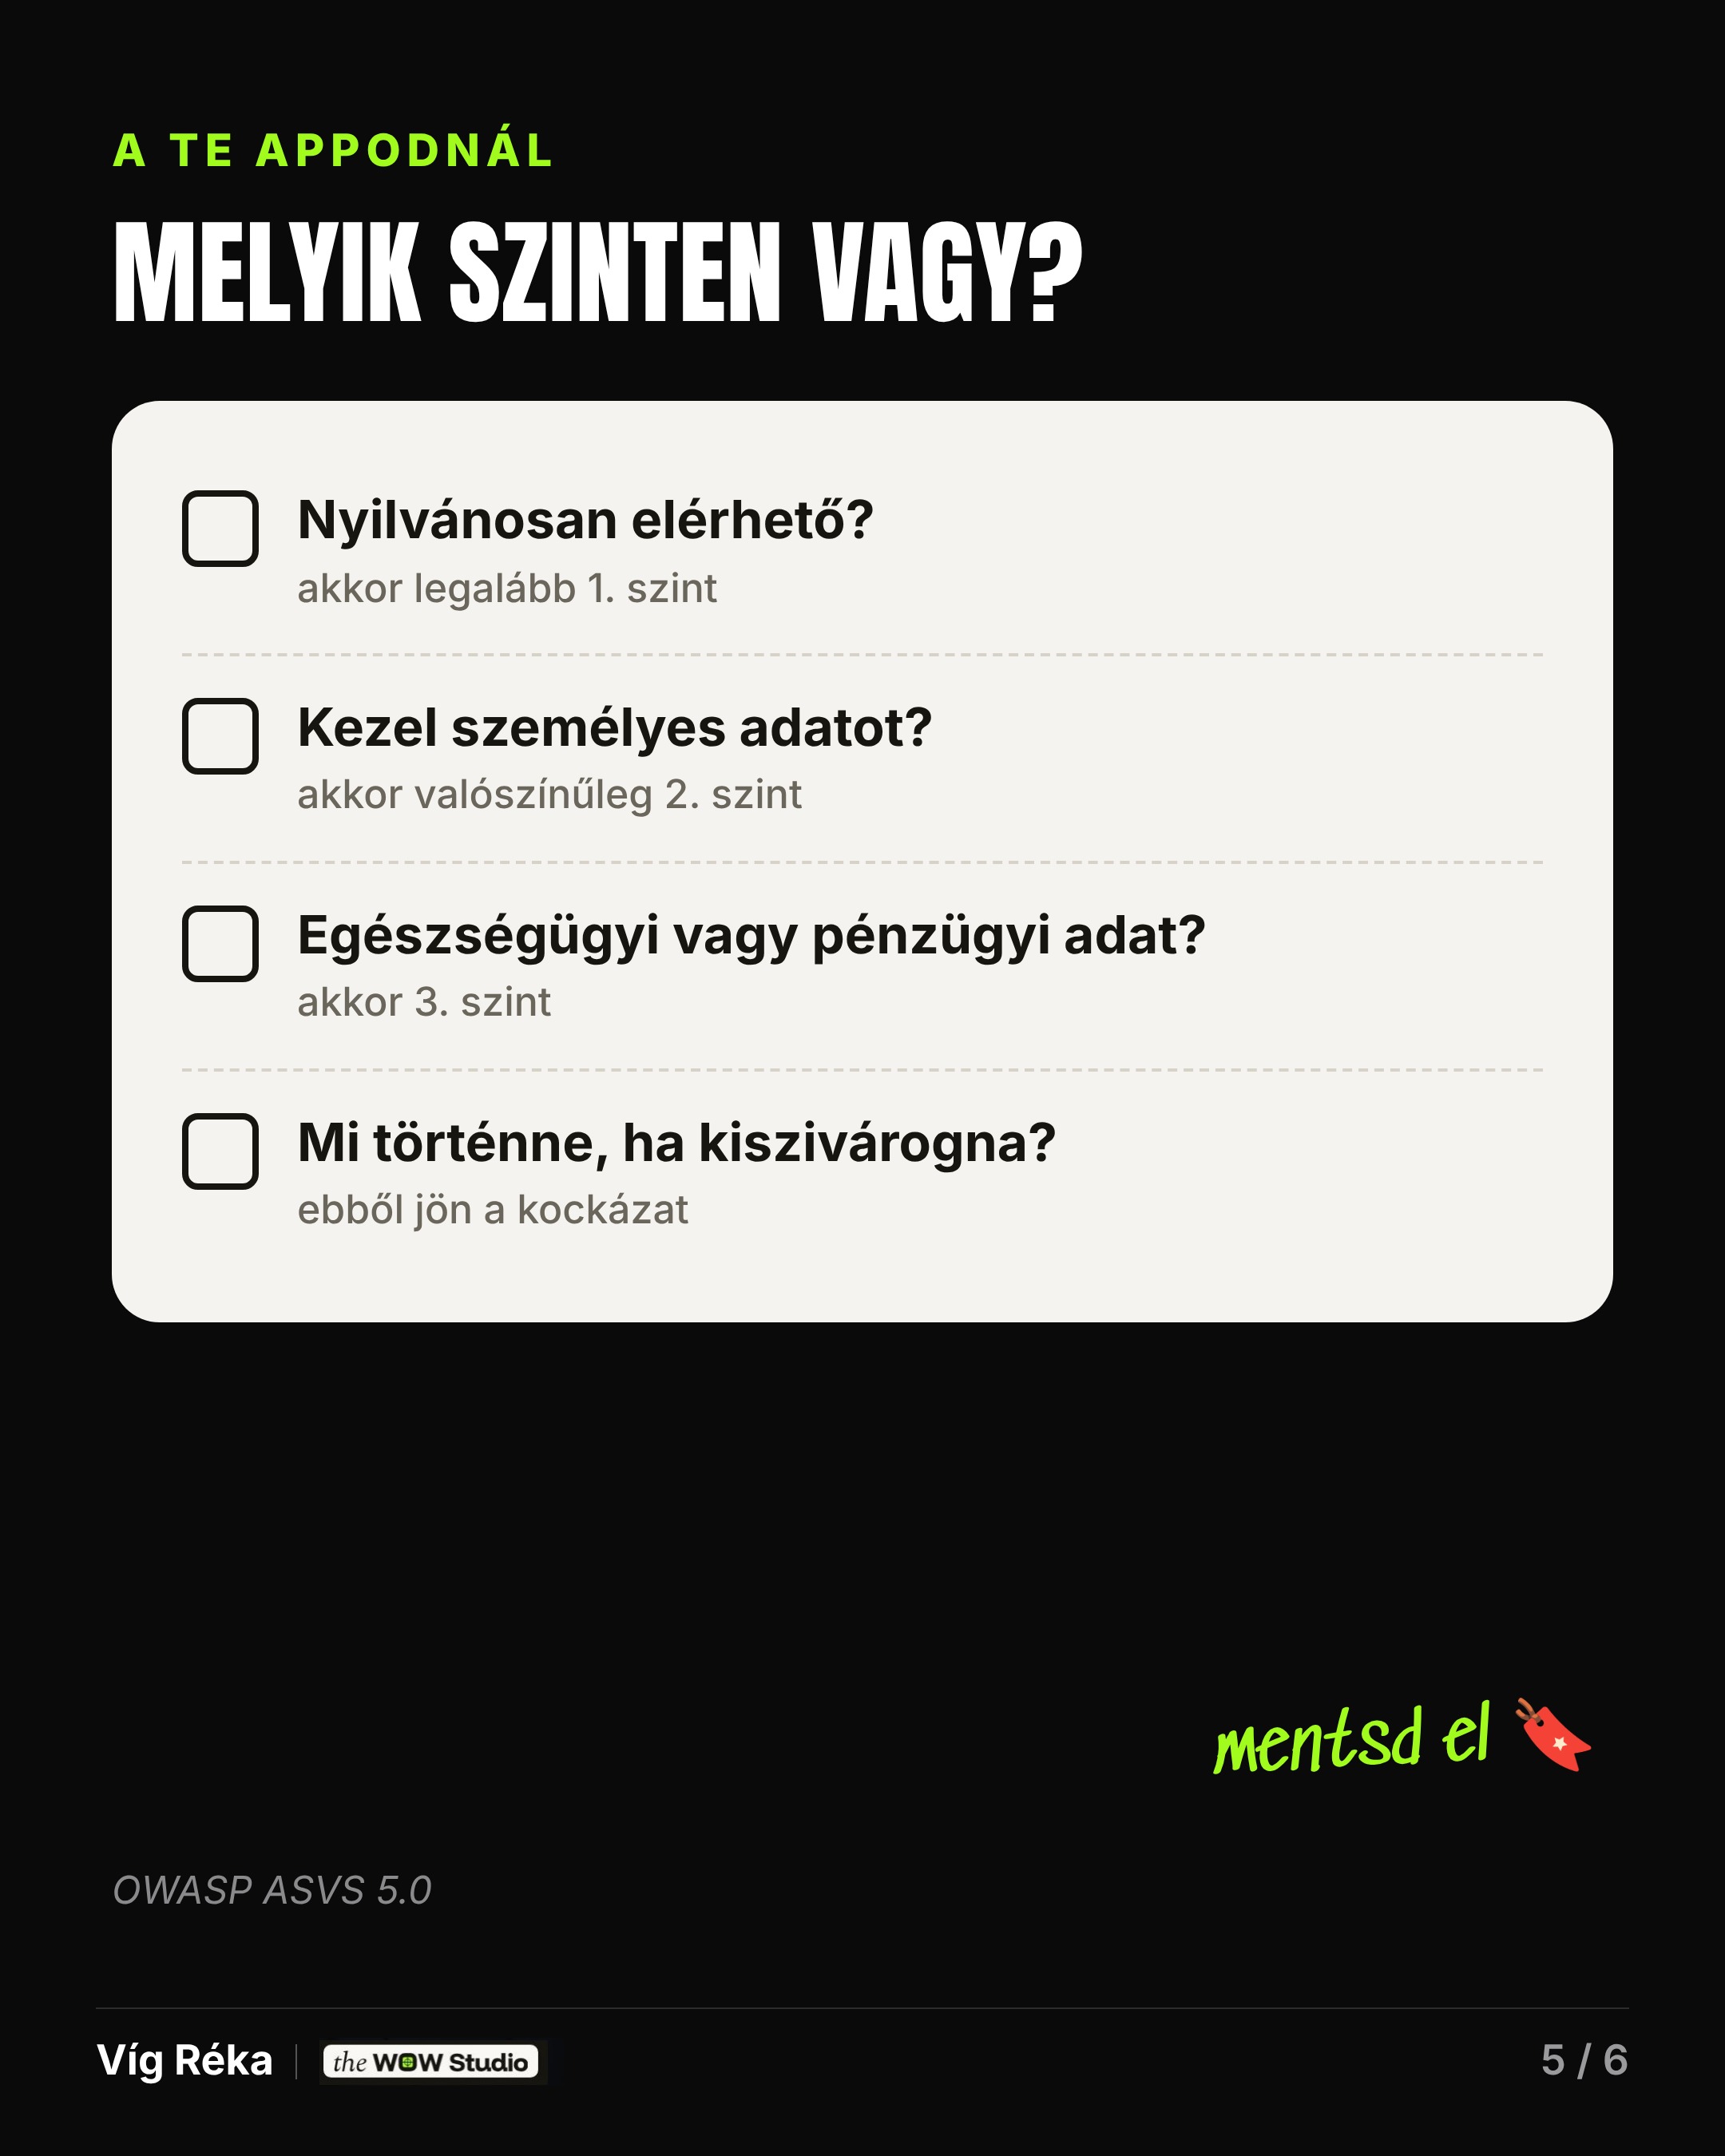 A TE APPODNÁL
MELYIK SZINTEN VAGY?
Nyilvánosan elérhető?
akkor legalább 1. szint
Kezel személyes adatot?
akkor valószínűleg 2. szint
Egészségügyi vagy pénzügyi adat?
akkor 3. szint
Mi történne, ha kiszivárogna?
ebből jön a kockázat
mentsd el
OWASP ASVS 5.0
Víg Réka
the WOW Studio
5 / 6